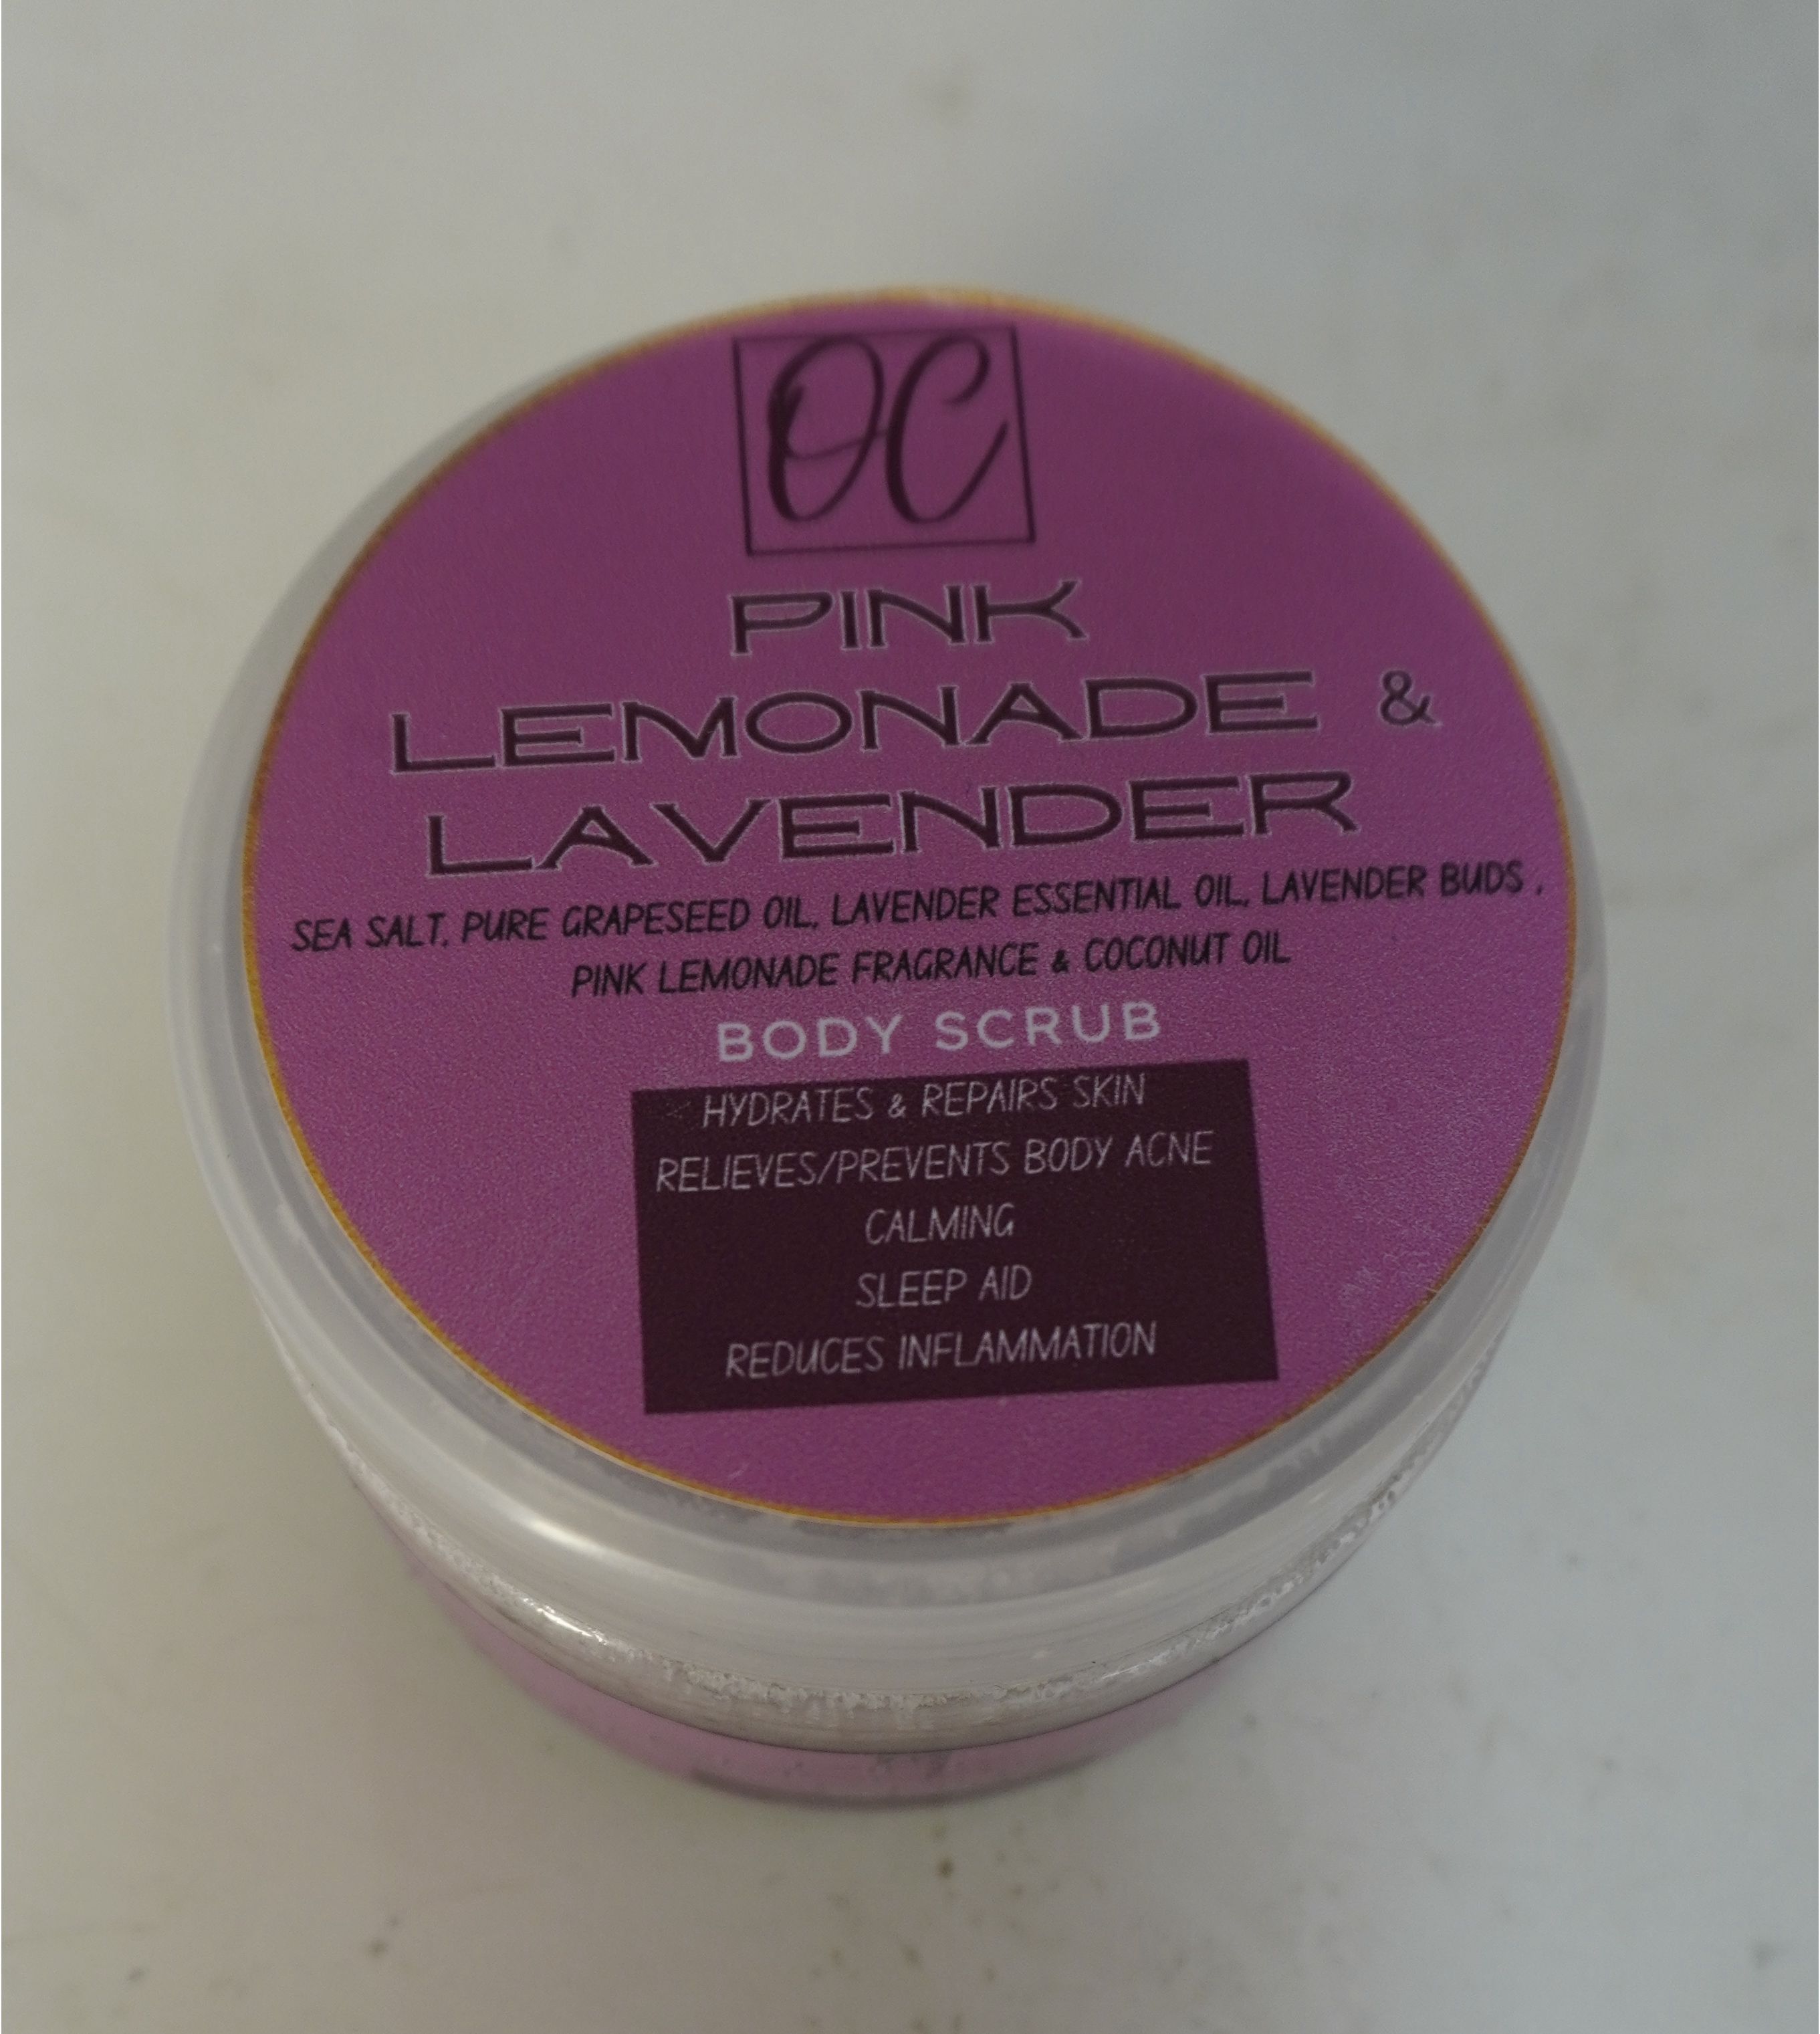 OC
PINK
LEMONADE &
LAVENDER
SEA SALT, PURE GRAPESEED OIL, LAVENDER ESSENTIAL OIL, LAVENDER BUDS ,
PINK LEMONADE FRAGRANCE & COCONUT OIL
BODY SCRUB
HYDRATES & REPAIRS SKIN
RELIEVES/PREVENTS BODY ACNE
CALMING
SLEEP AID
REDUCES INFLAMMATION